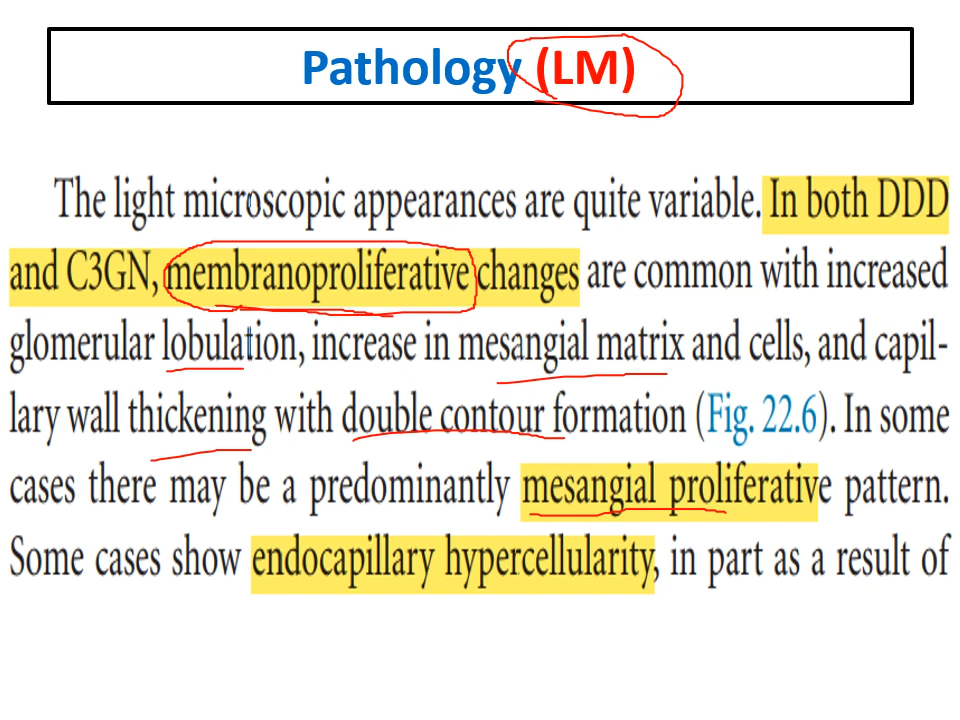 Pathology (LM)
The light microscopic appearances are quite variable. In both DDD
and C3GN, membranoproliferative changes are common with increased
glomerular lobulation, increase in mesangial matrix and cells, and capil-
lary wall thickening with double contour formation (Fig. 22.6). In some
cases there may be a predominantly mesangial proliferative pattern.
Some cases show endocapillary hypercellularity, in part as a result of